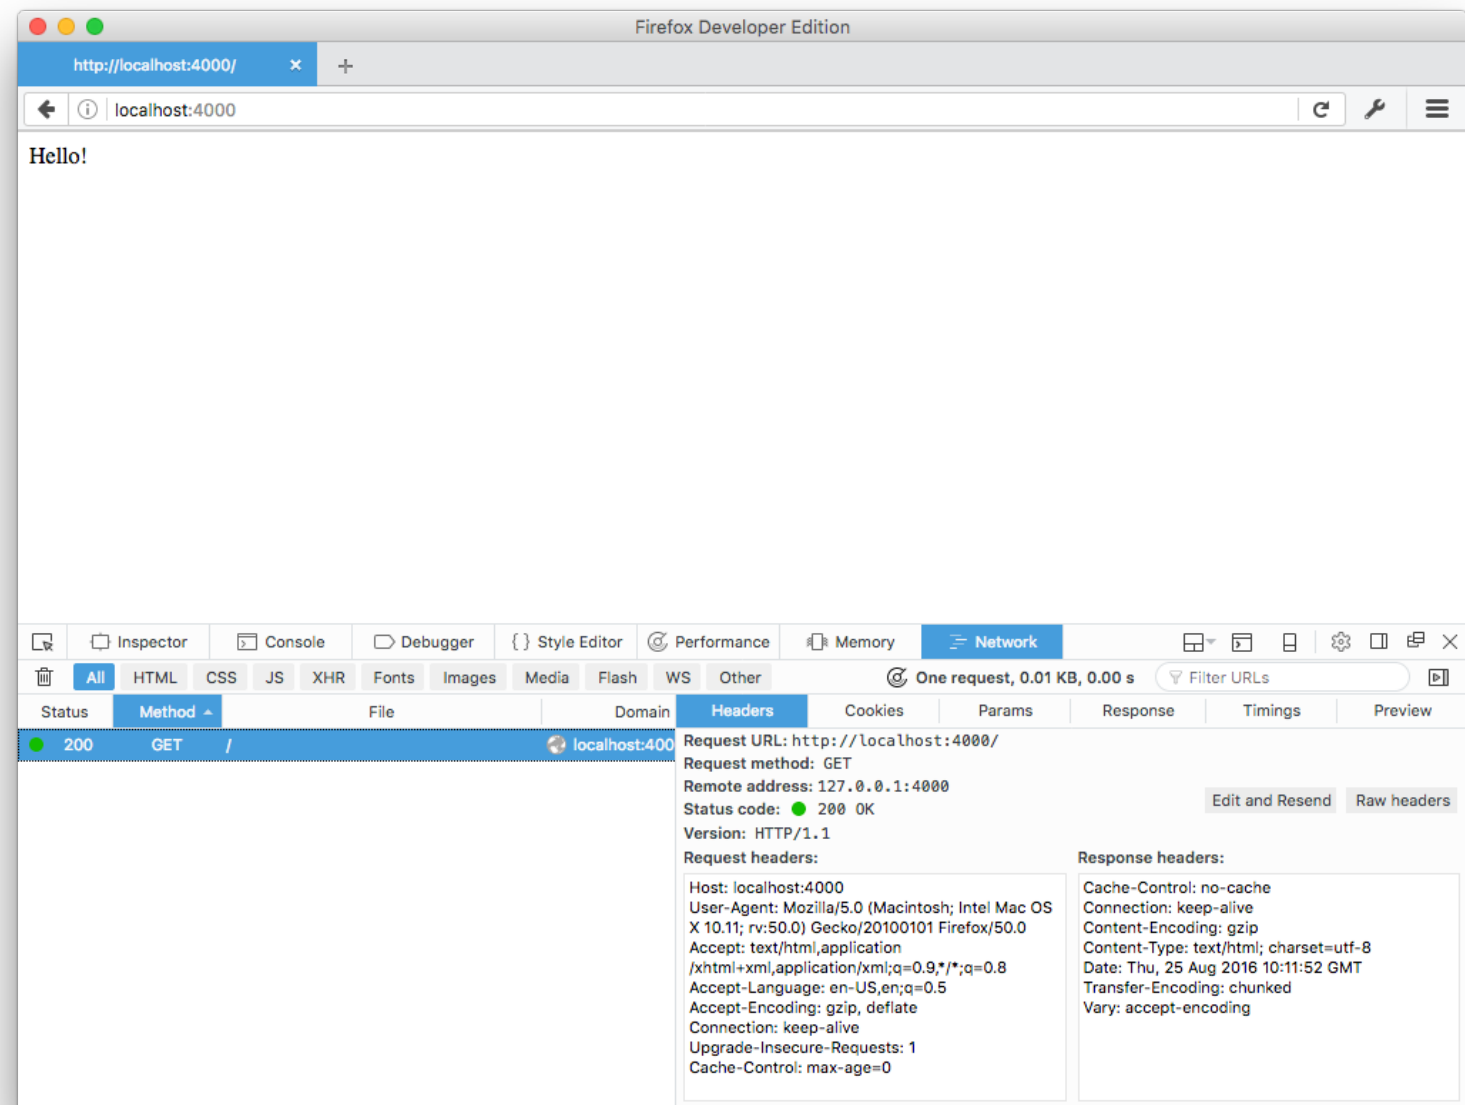 Firefox Developer Edition
http://localhost:4000/
localhost:4000
Hello!
Inspector Console Debugger { } Style Editor Performance Memory Network
All HTML CSS JS XHR Fonts Images Media Flash WS Other One request, 0.01 KB, 0.00 s Filter URLs
Status Method File Domain Headers Cookies Params Response Timings Preview
200 GET / localhost:400
Request URL: http://localhost:4000/
Request method: GET
Remote address: 127.0.0.1:4000
Status code: 200 OK
Edit and Resend Raw headers
Version: HTTP/1.1
Request headers:
Host: localhost:4000
User-Agent: Mozilla/5.0 (Macintosh; Intel Mac OS
X 10.11; rv:50.0) Gecko/20100101 Firefox/50.0
Accept: text/html,application
/xhtml+xml,application/xml;q=0.9,*/*;q=0.8
Accept-Language: en-US,en;q=0.5
Accept-Encoding: gzip, deflate
Connection: keep-alive
Upgrade-Insecure-Requests: 1
Cache-Control: max-age=0
Response headers:
Cache-Control: no-cache
Connection: keep-alive
Content-Encoding: gzip
Content-Type: text/html; charset=utf-8
Date: Thu, 25 Aug 2016 10:11:52 GMT
Transfer-Encoding: chunked
Vary: accept-encoding